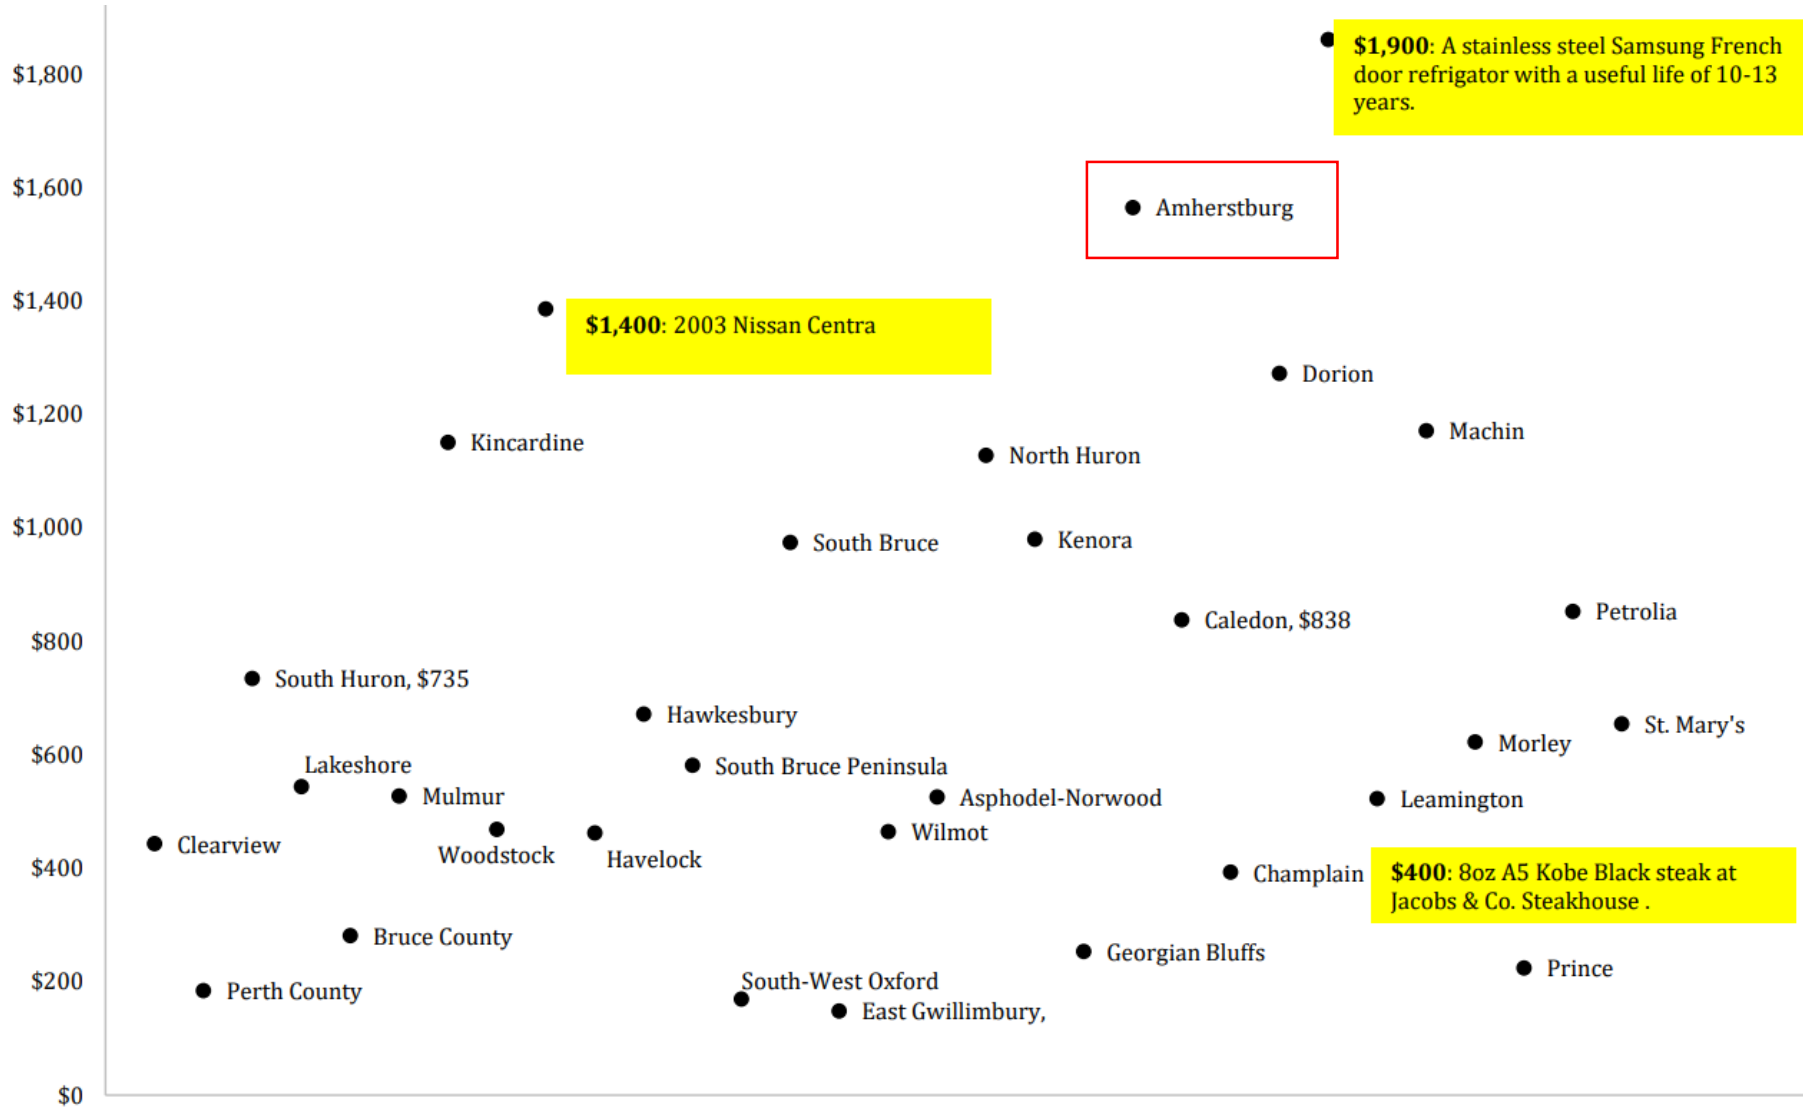 $1,800
$1,600
$1,400
$1,200
$1,000
$800
$600
$400
$200
$0
$1,900: A stainless steel Samsung French
door refrigator with a useful life of 10-13
years.
Amherstburg
$1,400: 2003 Nissan Centra
Dorion
Kincardine
Machin
North Huron
South Bruce
Kenora
Caledon, $838
Petrolia
South Huron, $735
Hawkesbury
St. Mary's
Morley
Lakeshore
South Bruce Peninsula
Mulmur
Asphodel-Norwood
Leamington
Clearview
Woodstock
Havelock
Wilmot
Champlain
$400: 8oz A5 Kobe Black steak at
Jacobs & Co. Steakhouse .
Bruce County
Georgian Bluffs
Prince
Perth County
South-West Oxford
East Gwillimbury,